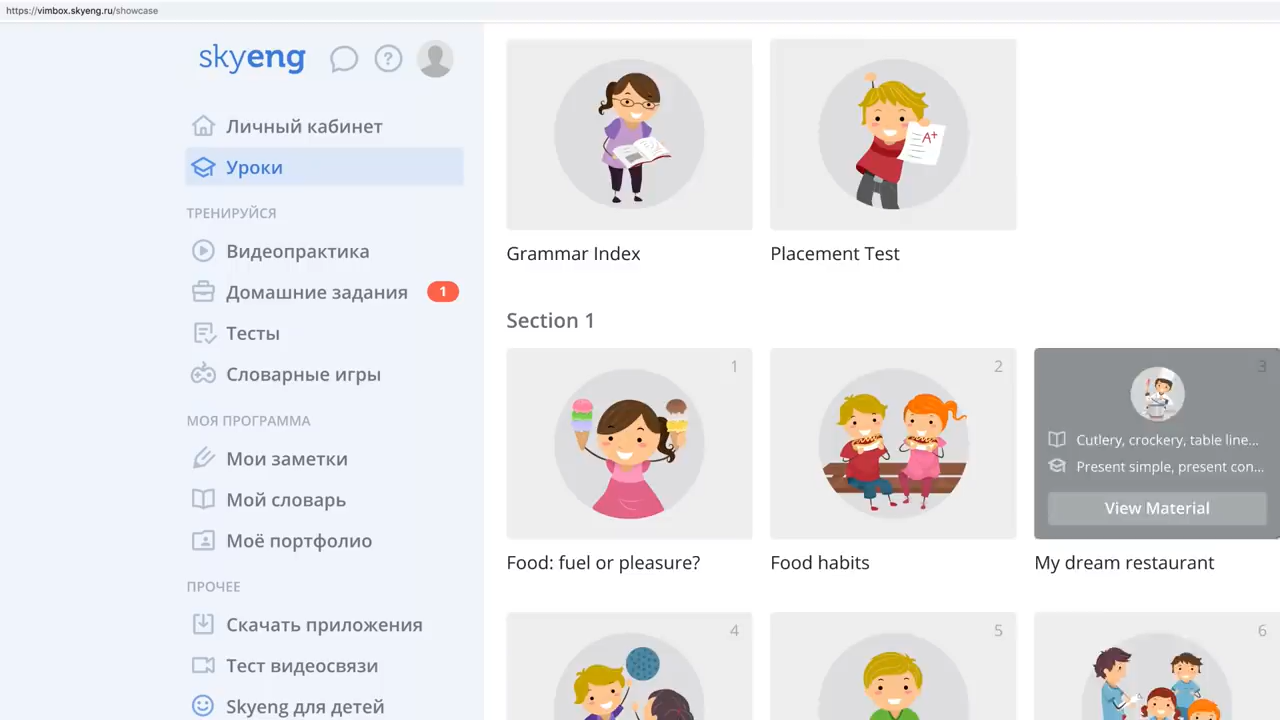 https://vimbox.skyeng.ru/showcase
skyeng
Личный кабинет
Уроки
ТРЕНИРУЙСЯ
Видеопрактика
Домашние задания 1
Тесты
Словарные игры
МОЯ ПРОГРАММА
Мои заметки
Мой словарь
Моё портфолио
ПРОЧЕЕ
Скачать приложения
Тест видеосвязи
Skyeng для детей
A+
Grammar Index
Placement Test
Section 1
1
2
3
Cutlery, crockery, table line...
Present simple, present con...
View Material
Food: fuel or pleasure?
Food habits
My dream restaurant
4
5
6